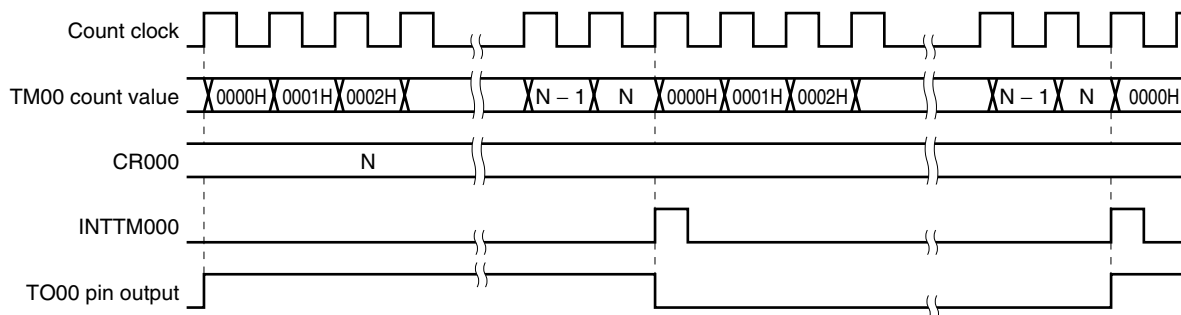 Count clock
TM00 count value 0000H 0001H 0002H N – 1 N 0000H 0001H 0002H N – 1 N 0000H
CR000 N
INTTM000
TO00 pin output